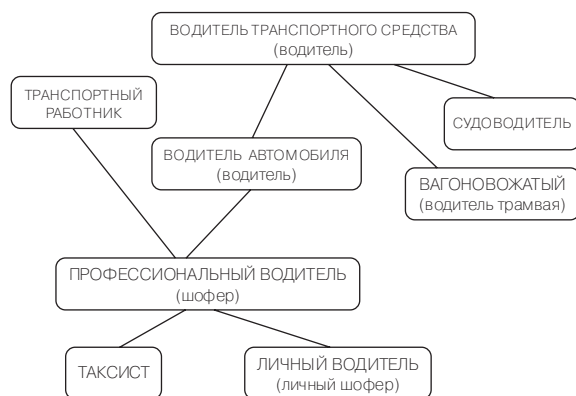 ВОДИТЕЛЬ ТРАНСПОРТНОГО СРЕДСТВА
(водитель)
ТРАНСПОРТНЫЙ
РАБОТНИК
СУДОВОДИТЕЛЬ
ВОДИТЕЛЬ АВТОМОБИЛЯ
(водитель)
ВАГОНОВОЖАТЫЙ
(водитель трамвая)
ПРОФЕССИОНАЛЬНЫЙ ВОДИТЕЛЬ
(шофер)
ТАКСИСТ
ЛИЧНЫЙ ВОДИТЕЛЬ
(личный шофер)